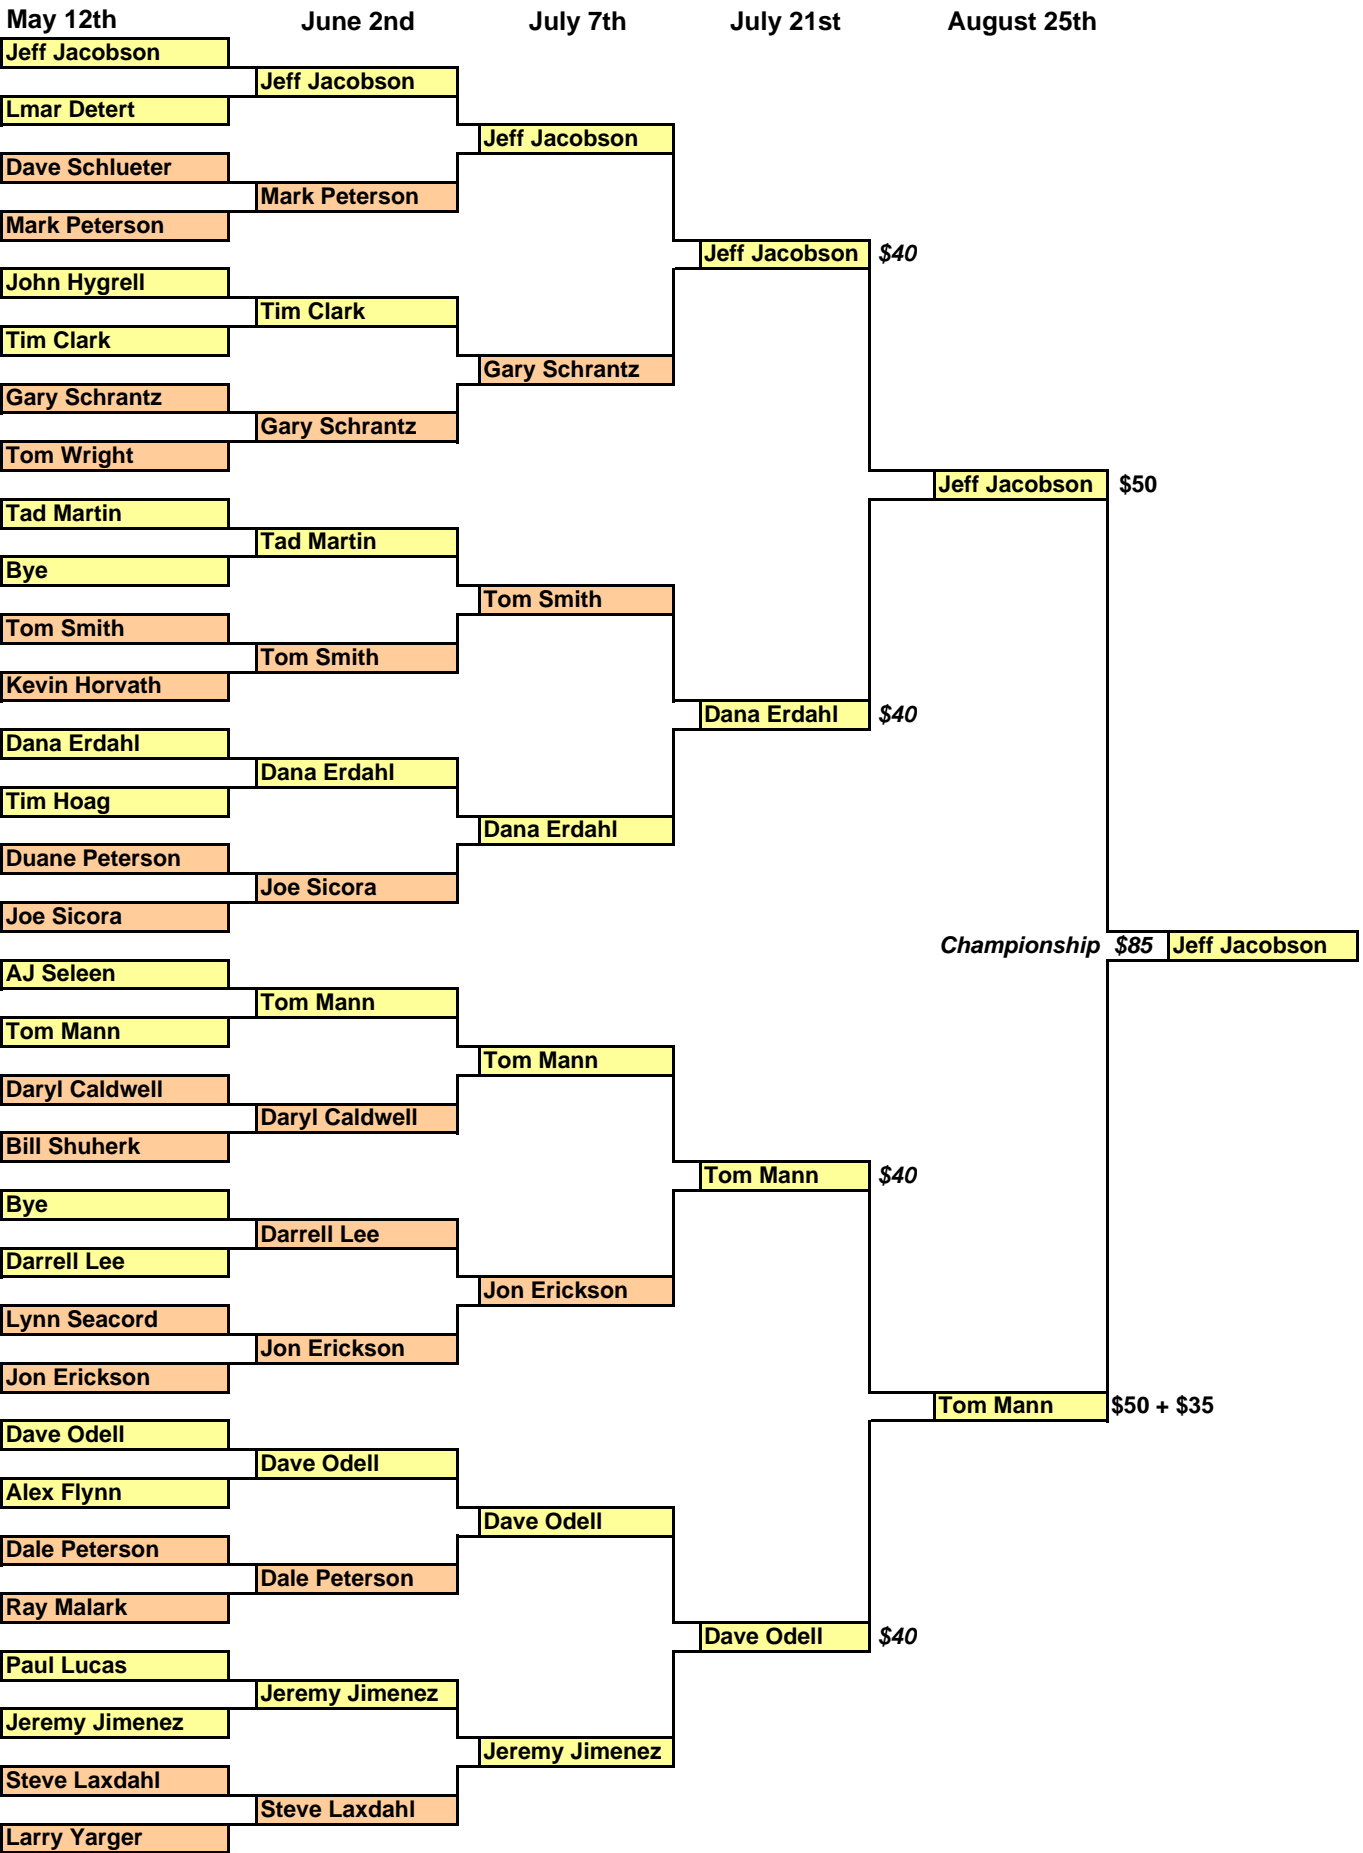 May 12th June 2nd July 7th July 21st August 25th
Jeff Jacobson
Jeff Jacobson
Lmar Detert
Jeff Jacobson
Dave Schlueter
Mark Peterson
Mark Peterson
Jeff Jacobson $40
John Hygrell
Tim Clark
Tim Clark
Gary Schrantz
Gary Schrantz
Gary Schrantz
Tom Wright
Jeff Jacobson $50
Tad Martin
Tad Martin
Bye
Tom Smith
Tom Smith
Tom Smith
Kevin Horvath
Dana Erdahl $40
Dana Erdahl
Dana Erdahl
Tim Hoag
Dana Erdahl
Duane Peterson
Joe Sicora
Joe Sicora
Championship $85 Jeff Jacobson
AJ Seleen
Tom Mann
Tom Mann
Tom Mann
Daryl Caldwell
Daryl Caldwell
Bill Shuherk
Tom Mann $40
Bye
Darrell Lee
Darrell Lee
Jon Erickson
Lynn Seacord
Jon Erickson
Jon Erickson
Tom Mann $50 + $35
Dave Odell
Dave Odell
Alex Flynn
Dave Odell
Dale Peterson
Dale Peterson
Ray Malark
Dave Odell $40
Paul Lucas
Jeremy Jimenez
Jeremy Jimenez
Jeremy Jimenez
Steve Laxdahl
Steve Laxdahl
Larry Yarger